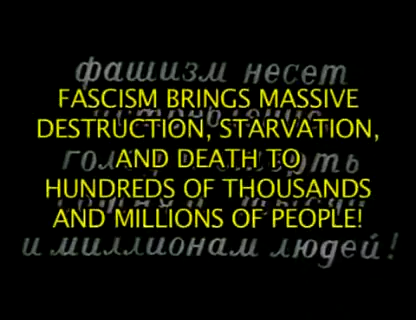 фашизм несет
FASCISM BRINGS MASSIVE
DESTRUCTION, STARVATION,
AND DEATH TO
HUNDREDS OF THOUSANDS
AND MILLIONS OF PEOPLE!
и миллионам людей!